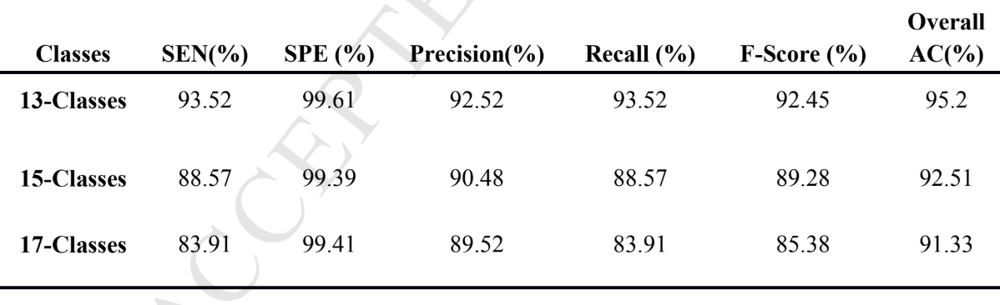 Classes SEN(%) SPE (%) Precision(%) Recall (%) F-Score (%) Overall AC(%)
13-Classes 93.52 99.61 92.52 93.52 92.45 95.2
15-Classes 88.57 99.39 90.48 88.57 89.28 92.51
17-Classes 83.91 99.41 89.52 83.91 85.38 91.33
ACCEPTE